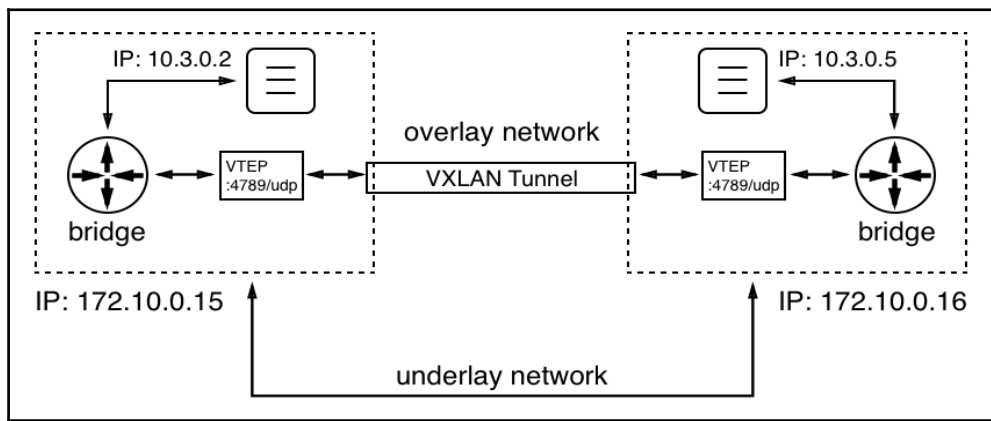 IP: 10.3.0.2
IP: 10.3.0.5
overlay network
VTEP
:4789/udp
VXLAN Tunnel
VTEP
:4789/udp
bridge
bridge
IP: 172.10.0.15
IP: 172.10.0.16
underlay network